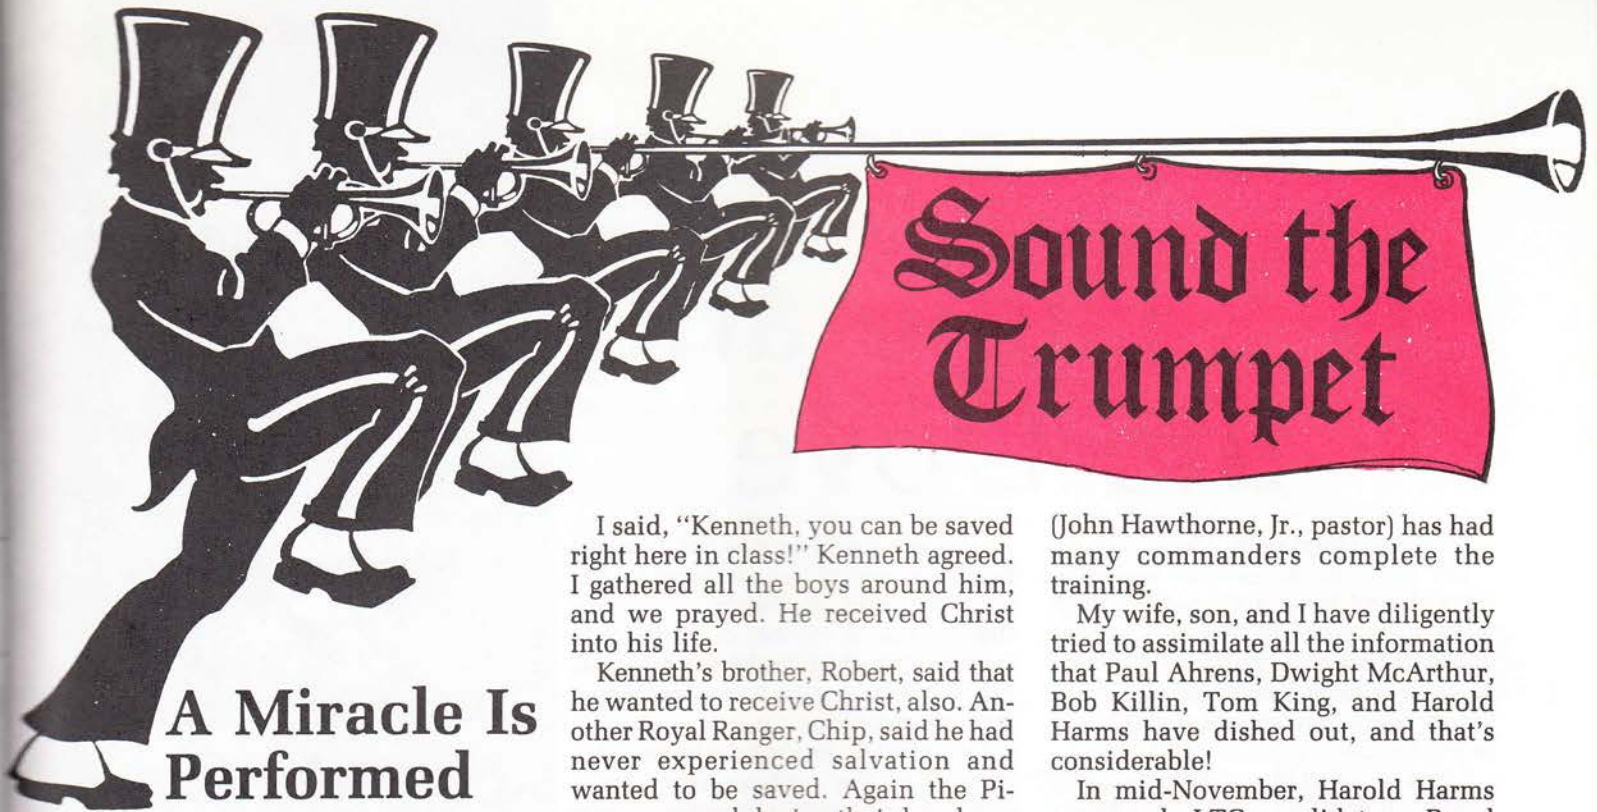 Sound the
Trumpet
A Miracle Is
Performed
I said, "Kenneth, you can be saved
right here in class!" Kenneth agreed.
I gathered all the boys around him,
and we prayed. He received Christ
into his life.
Kenneth's brother, Robert, said that
he wanted to receive Christ, also. An-
other Royal Ranger, Chip, said he had
never experienced salvation and
wanted to be saved. Again the Pi-
(John Hawthorne, Jr., pastor) has had
many commanders complete the
training.
My wife, son, and I have diligently
tried to assimilate all the information
that Paul Ahrens, Dwight McArthur,
Bob Killin, Tom King, and Harold
Harms have dished out, and that's
considerable!
In mid-November, Harold Harms